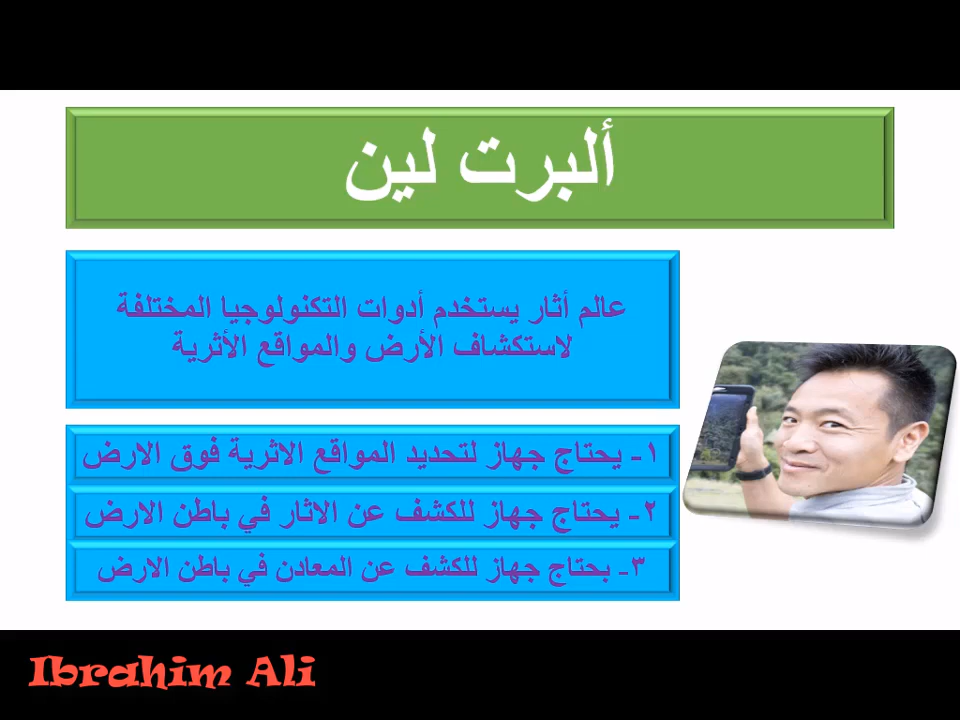 ألبرت لين
عالم أثار يستخدم أدوات التكنولوجيا المختلفة
لاستكشاف الأرض والمواقع الأثرية
١- يحتاج جهاز لتحديد المواقع الاثرية فوق الارض
٢- يحتاج جهاز للكشف عن الاثار في باطن الارض
٣- بحتاج جهاز للكشف عن المعادن في باطن الارض
Ibrahim Ali